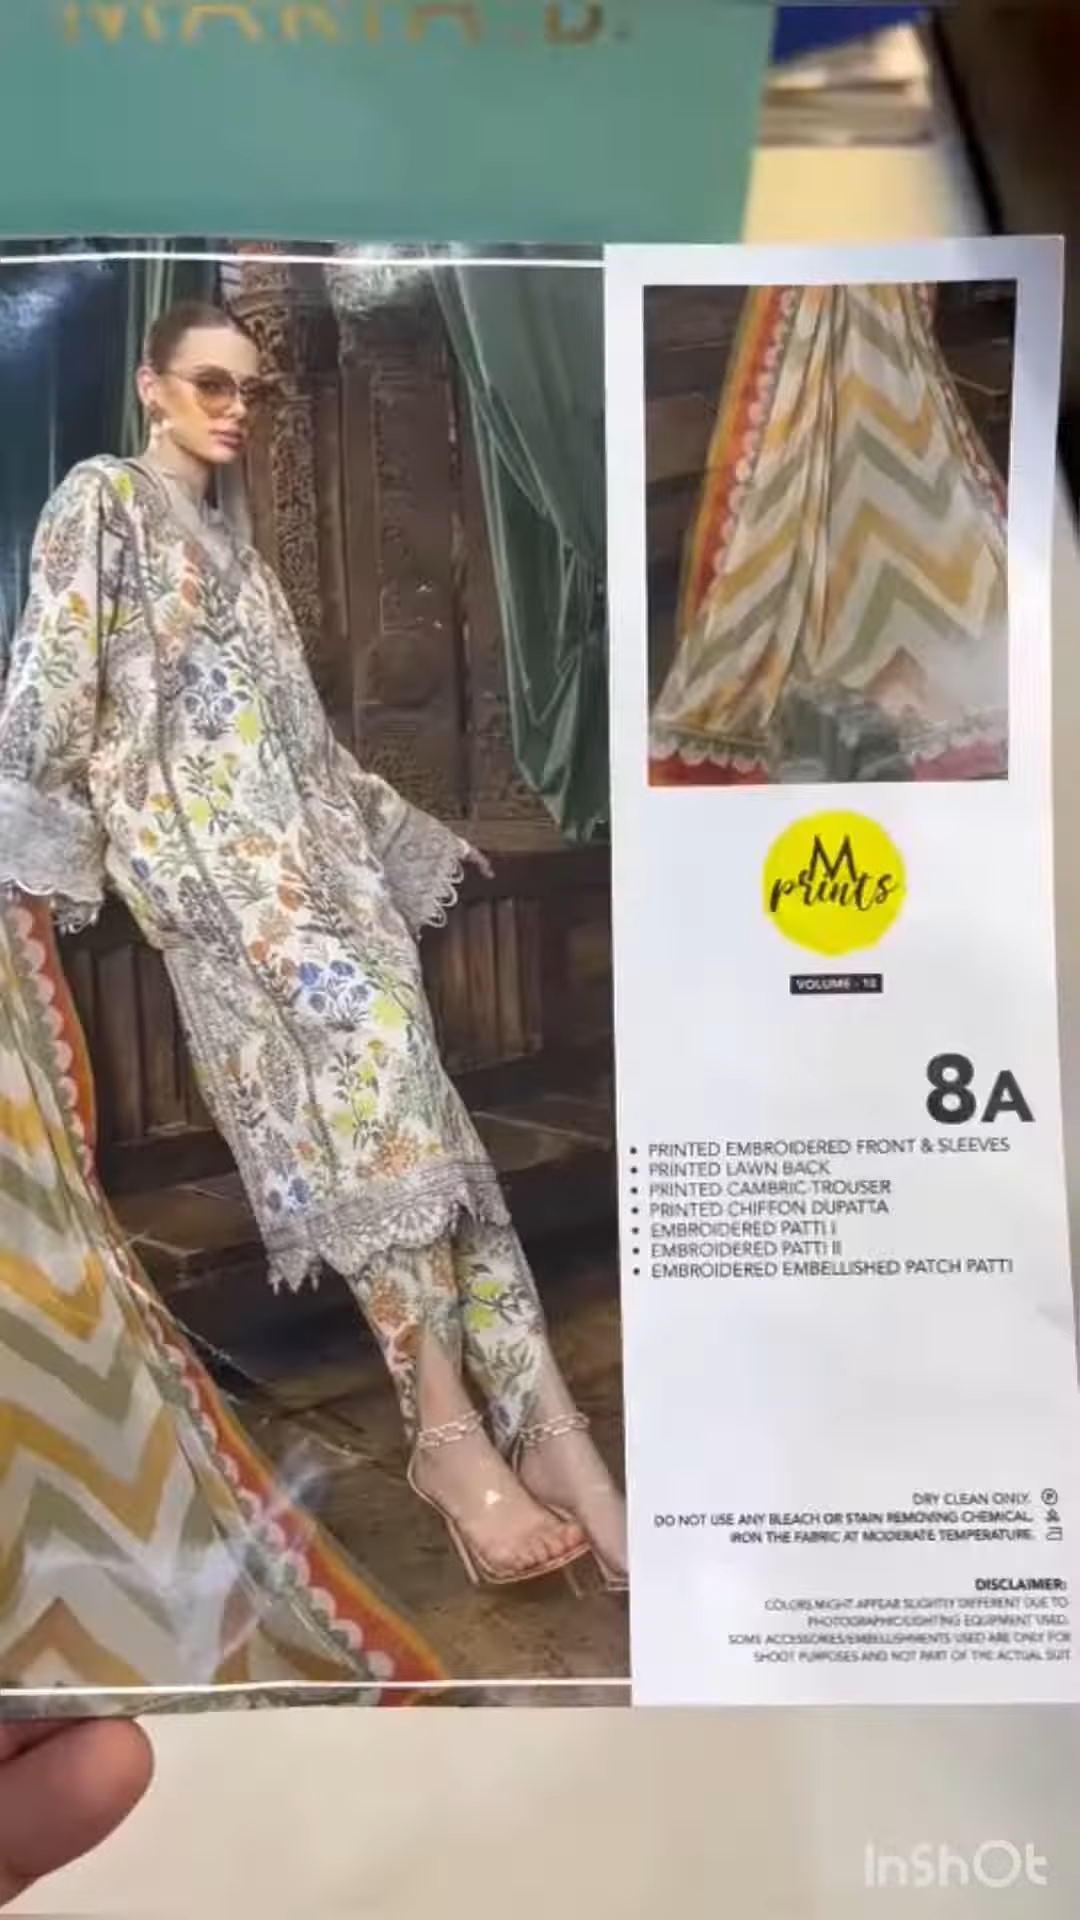 MARIA.B.
M
prints
VOLUME - 10
8A
• PRINTED EMBROIDERED FRONT & SLEEVES
• PRINTED LAWN BACK
• PRINTED CAMBRIC TROUSER
• PRINTED CHIFFON DUPATTA
• EMBROIDERED PATTI I
• EMBROIDERED PATTI II
• EMBROIDERED EMBELLISHED PATCH PATTI
DRY CLEAN ONLY.
DO NOT USE ANY BLEACH OR STAIN REMOVING CHEMICAL.
IRON THE FABRIC AT MODERATE TEMPERATURE.
DISCLAIMER:
COLORS MIGHT APPEAR SLIGHTLY DIFFERENT DUE TO
PHOTOGRAPHIC/LIGHTING EQUIPMENT USED.
SOME ACCESSORIES/EMBELLISHMENTS USED ARE ONLY FOR
SHOOT PURPOSES AND NOT PART OF THE ACTUAL SUIT
InShOt